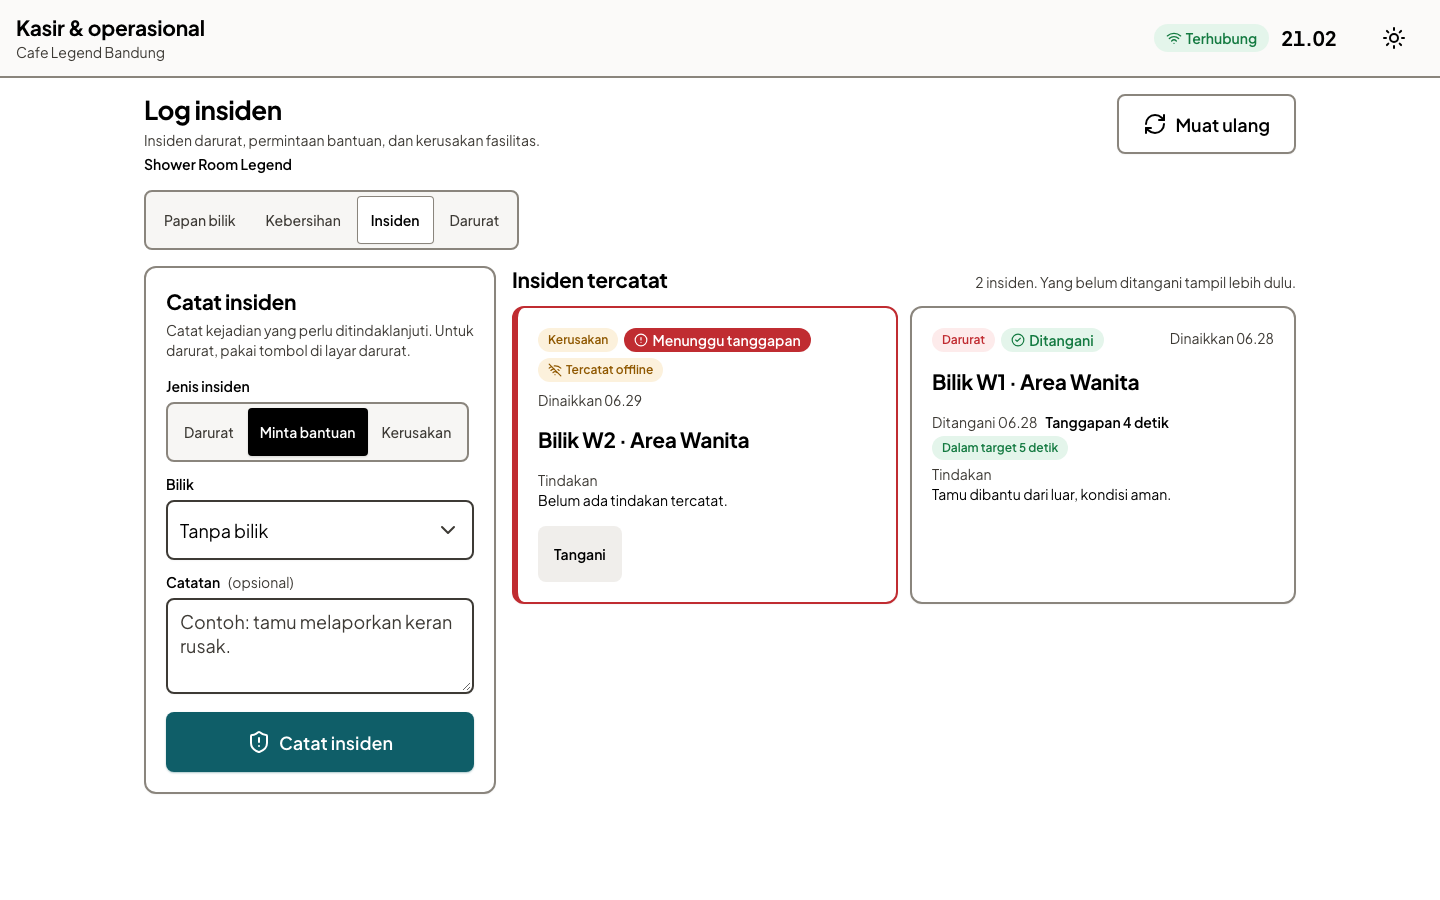 Kasir & operasional
Cafe Legend Bandung
Terhubung
21.02
Log insiden
Insiden darurat, permintaan bantuan, dan kerusakan fasilitas.
Shower Room Legend
Muat ulang
Papan bilik
Kebersihan
Insiden
Darurat
Catat insiden
Catat kejadian yang perlu ditindaklanjuti. Untuk
darurat, pakai tombol di layar darurat.
Jenis insiden
Darurat
Minta bantuan
Kerusakan
Bilik
Tanpa bilik
Catatan (opsional)
Contoh: tamu melaporkan keran
rusak.
Catat insiden
Insiden tercatat
2 insiden. Yang belum ditangani tampil lebih dulu.
Kerusakan
Menunggu tanggapan
Tercatat offline
Dinaikkan 06.29
Bilik W2 · Area Wanita
Tindakan
Belum ada tindakan tercatat.
Tangani
Darurat
Ditangani
Dinaikkan 06.28
Bilik W1 · Area Wanita
Ditangani 06.28 Tanggapan 4 detik
Dalam target 5 detik
Tindakan
Tamu dibantu dari luar, kondisi aman.